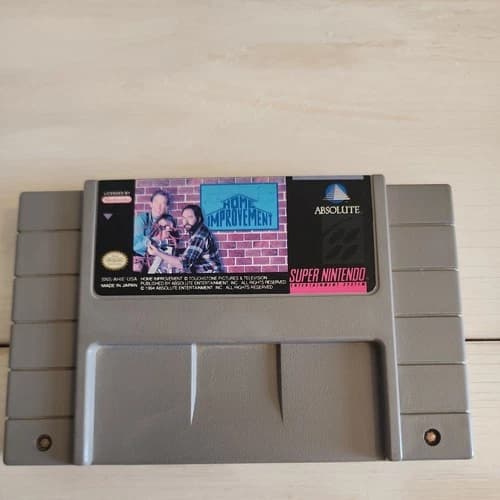 LICENSED BY
Nintendo
HOME
IMPROVEMENT
ABSOLUTE
SUPER NINTENDO
ENTERTAINMENT SYSTEM
SNS-AHIE-USA
MADE IN JAPAN
HOME IMPROVEMENT © TOUCHSTONE PICTURES & TELEVISION
PUBLISHED BY ABSOLUTE ENTERTAINMENT, INC. ALL RIGHTS RESERVED
© 1994 ABSOLUTE ENTERTAINMENT, INC. ALL RIGHTS RESERVED